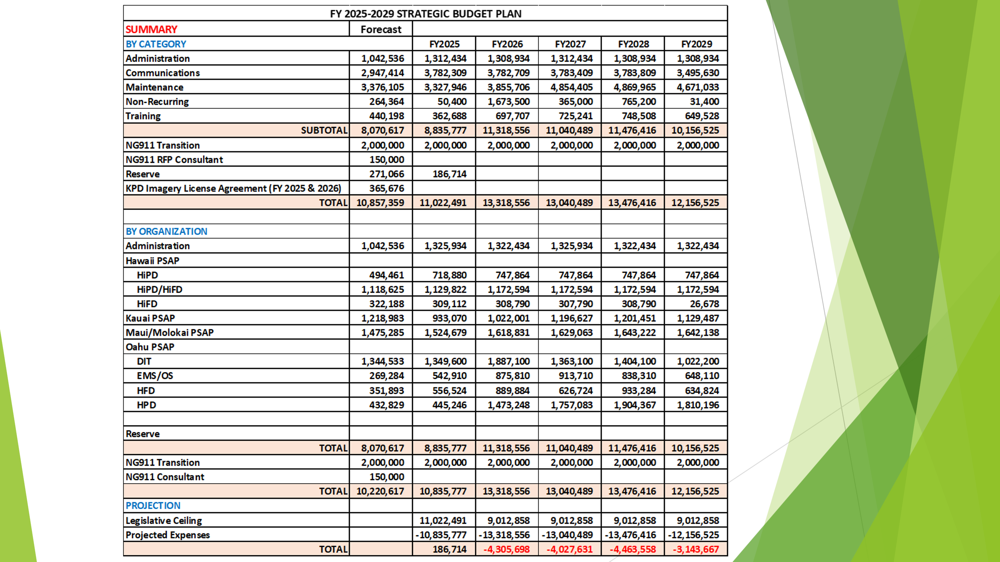 FY 2025-2029 STRATEGIC BUDGET PLAN
SUMMARY Forecast
BY CATEGORY FY2025 FY2026 FY2027 FY2028 FY2029
Administration 1,042,536 1,312,434 1,308,934 1,312,434 1,308,934 1,308,934
Communications 2,947,414 3,782,309 3,782,709 3,783,409 3,783,809 3,495,630
Maintenance 3,376,105 3,327,946 3,855,706 4,854,405 4,869,965 4,671,033
Non-Recurring 264,364 50,400 1,673,500 365,000 765,200 31,400
Training 440,198 362,688 697,707 725,241 748,508 649,528
SUBTOTAL 8,070,617 8,835,777 11,318,556 11,040,489 11,476,416 10,156,525
NG911 Transition 2,000,000 2,000,000 2,000,000 2,000,000 2,000,000 2,000,000
NG911 RFP Consultant 150,000
Reserve 271,066 186,714
KPD Imagery License Agreement (FY 2025 & 2026) 365,676
TOTAL 10,857,359 11,022,491 13,318,556 13,040,489 13,476,416 12,156,525
BY ORGANIZATION
Administration 1,042,536 1,325,934 1,322,434 1,325,934 1,322,434 1,322,434
Hawaii PSAP
HiPD 494,461 718,880 747,864 747,864 747,864 747,864
HiPD/HiFD 1,118,625 1,129,822 1,172,594 1,172,594 1,172,594 1,172,594
HiFD 322,188 309,112 308,790 307,790 308,790 26,678
Kauai PSAP 1,218,983 933,070 1,022,001 1,196,627 1,201,451 1,129,487
Maui/Molokai PSAP 1,475,285 1,524,679 1,618,831 1,629,063 1,643,222 1,642,138
Oahu PSAP
DIT 1,344,533 1,349,600 1,887,100 1,363,100 1,404,100 1,022,200
EMS/OS 269,284 542,910 875,810 913,710 838,310 648,110
HFD 351,893 556,524 889,884 626,724 933,284 634,824
HPD 432,829 445,246 1,473,248 1,757,083 1,904,367 1,810,196
Reserve
TOTAL 8,070,617 8,835,777 11,318,556 11,040,489 11,476,416 10,156,525
NG911 Transition 2,000,000 2,000,000 2,000,000 2,000,000 2,000,000 2,000,000
NG911 Consultant 150,000
TOTAL 10,220,617 10,835,777 13,318,556 13,040,489 13,476,416 12,156,525
PROJECTION
Legislative Ceiling 11,022,491 9,012,858 9,012,858 9,012,858 9,012,858
Projected Expenses -10,835,777 -13,318,556 -13,040,489 -13,476,416 -12,156,525
TOTAL 186,714 -4,305,698 -4,027,631 -4,463,558 -3,143,667